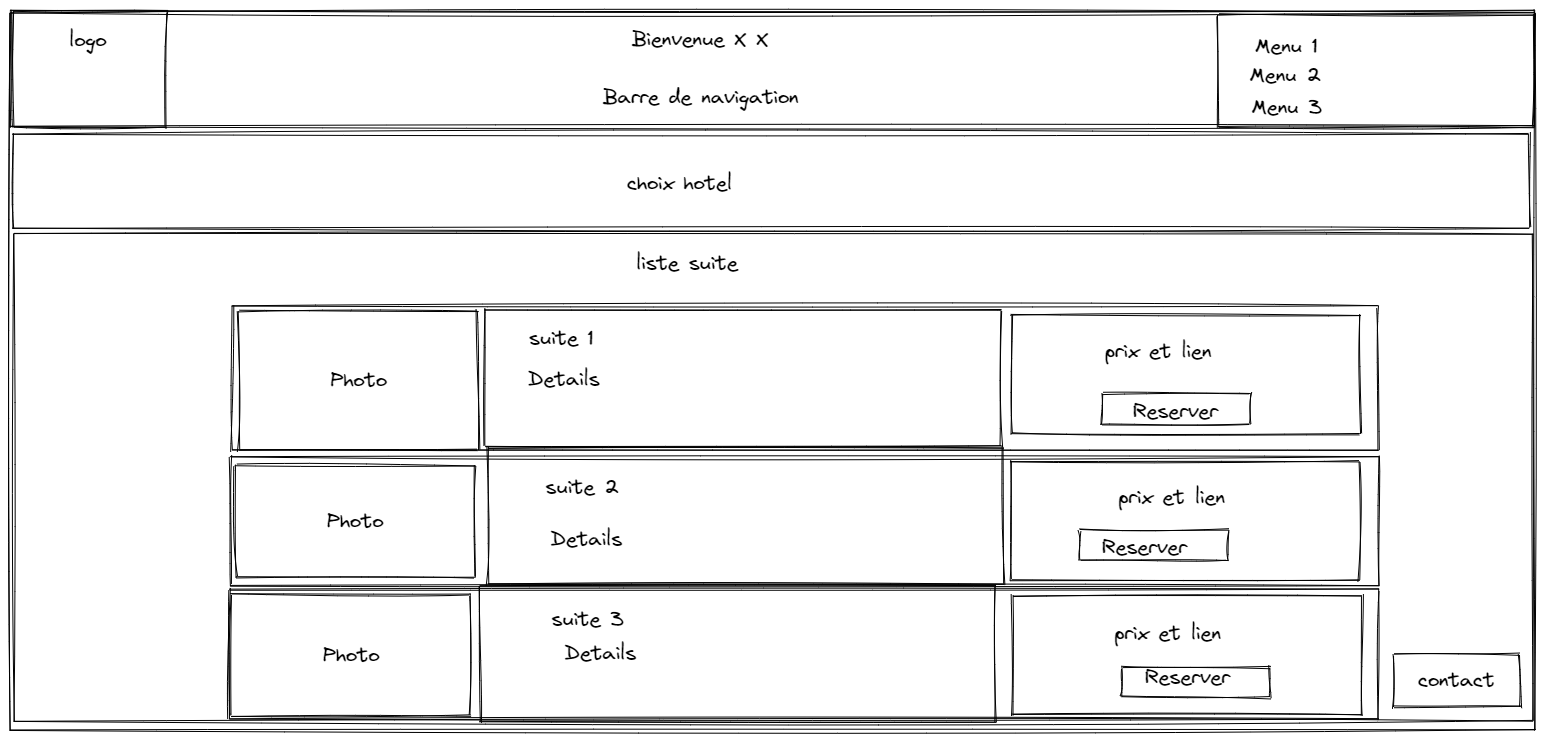 logo
Bienvenue X X
Barre de navigation
Menu 1
Menu 2
Menu 3
choix hotel
liste suite
Photo
suite 1
Details
prix et lien
Reserver
Photo
suite 2
Details
prix et lien
Reserver
Photo
suite 3
Details
prix et lien
Reserver
contact